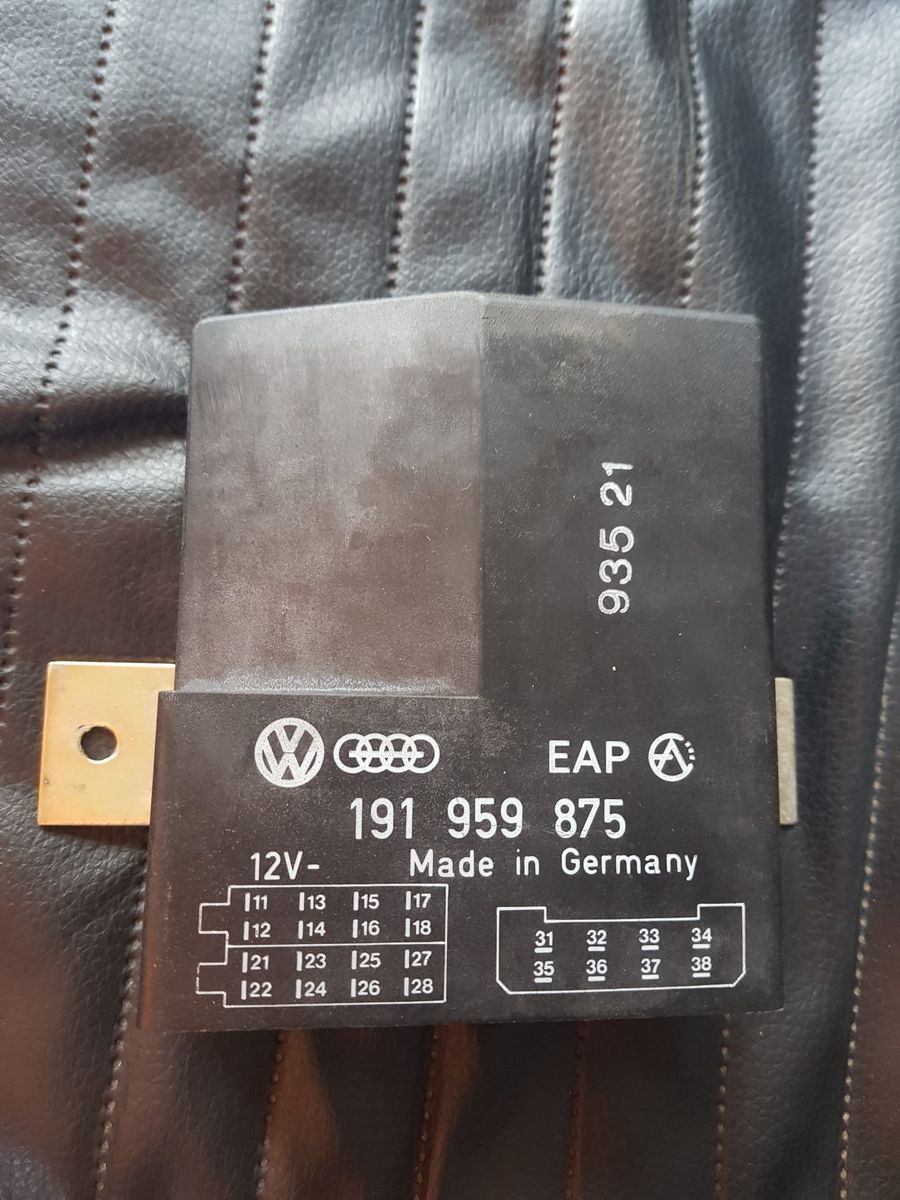 935 21
VW EAP
191 959 875
12V- Made in Germany
11 13 15 17
12 14 16 18
21 23 25 27
22 24 26 28
31 32 33 34
35 36 37 38